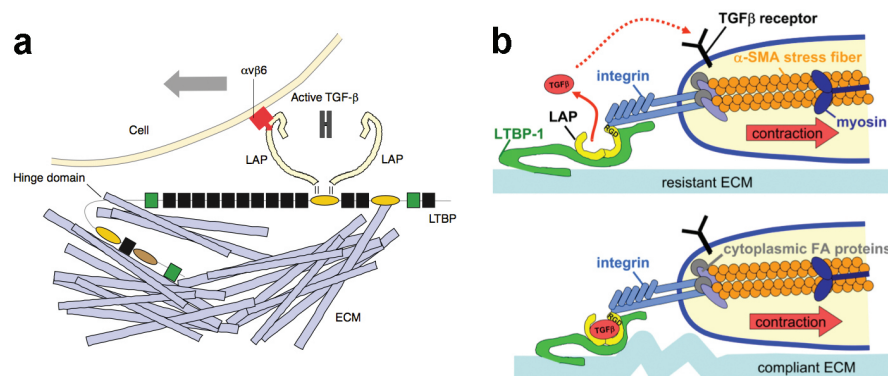 a
αvβ6
Active TGF-β
Cell
LAP
LAP
Hinge domain
LTBP
ECM
b
TGFβ receptor
α-SMA stress fiber
integrin
TGFβ
LAP
RGD
myosin
LTBP-1
contraction
resistant ECM
cytoplasmic FA proteins
integrin
RGD
TGFβ
contraction
compliant ECM